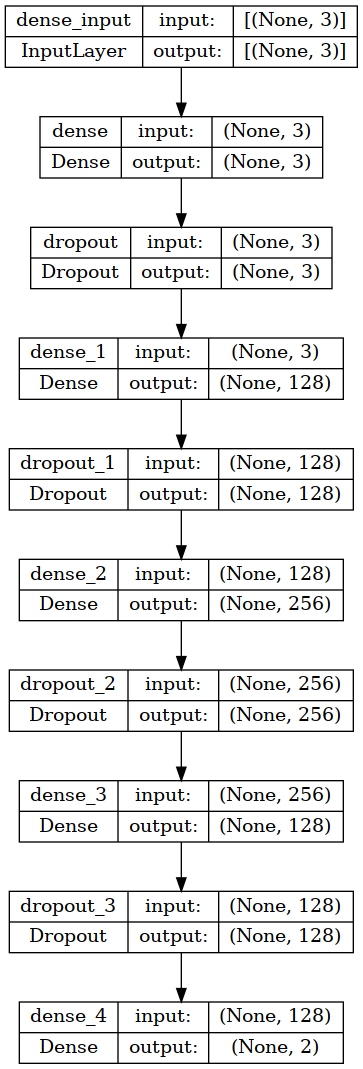 dense_input input: [(None, 3)]
InputLayer output: [(None, 3)]
dense input: (None, 3)
Dense output: (None, 3)
dropout input: (None, 3)
Dropout output: (None, 3)
dense_1 input: (None, 3)
Dense output: (None, 128)
dropout_1 input: (None, 128)
Dropout output: (None, 128)
dense_2 input: (None, 128)
Dense output: (None, 256)
dropout_2 input: (None, 256)
Dropout output: (None, 256)
dense_3 input: (None, 256)
Dense output: (None, 128)
dropout_3 input: (None, 128)
Dropout output: (None, 128)
dense_4 input: (None, 128)
Dense output: (None, 2)